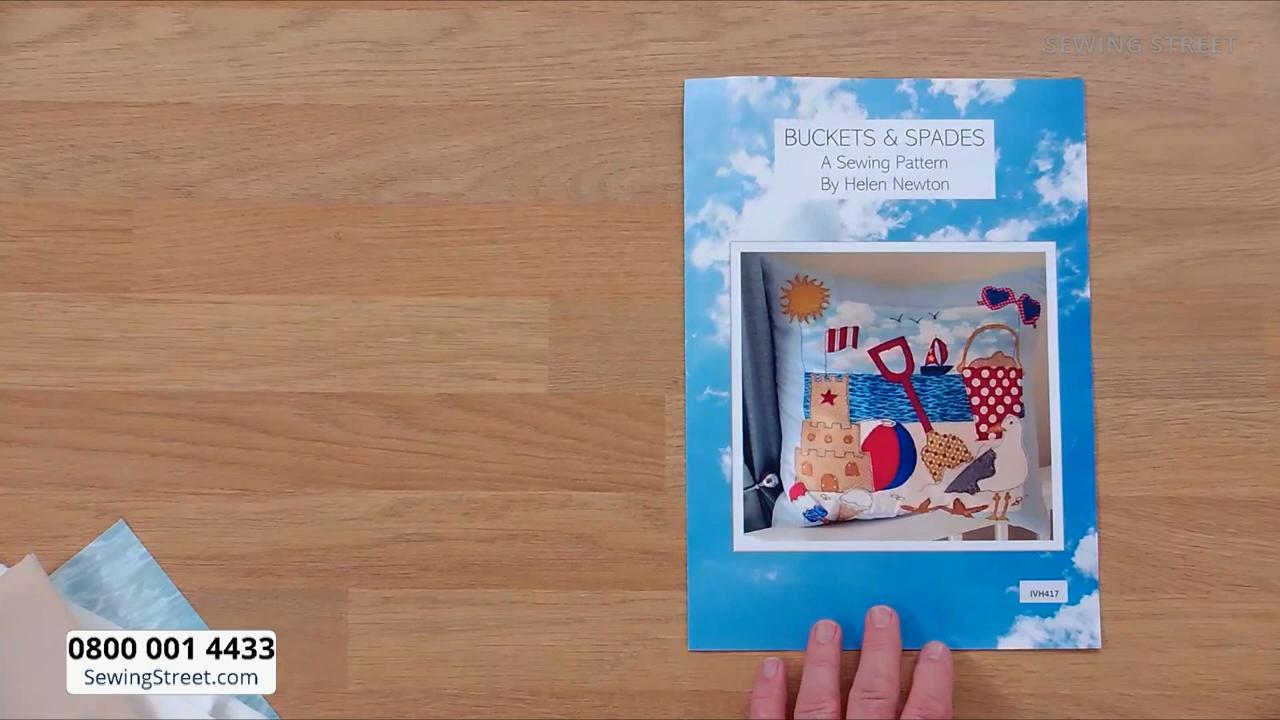 SEWING STREET
BUCKETS & SPADES
A Sewing Pattern
By Helen Newton
IVH417
0800 001 4433
SewingStreet.com